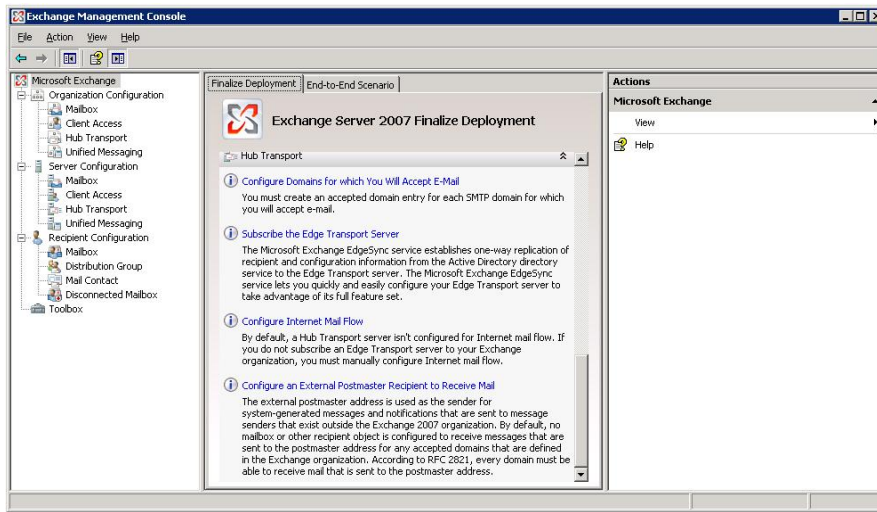 Exchange Management Console
File Action View Help
Microsoft Exchange
Organization Configuration
Mailbox
Client Access
Hub Transport
Unified Messaging
Server Configuration
Mailbox
Client Access
Hub Transport
Unified Messaging
Recipient Configuration
Mailbox
Distribution Group
Mail Contact
Disconnected Mailbox
Toolbox
Finalize Deployment End-to-End Scenario
Exchange Server 2007 Finalize Deployment
Hub Transport
Configure Domains for which You Will Accept E-Mail
You must create an accepted domain entry for each SMTP domain for which
you will accept e-mail.
Subscribe the Edge Transport Server
The Microsoft Exchange EdgeSync service establishes one-way replication of
recipient and configuration information from the Active Directory directory
service to the Edge Transport server. The Microsoft Exchange EdgeSync
service lets you quickly and easily configure your Edge Transport server to
take advantage of its full feature set.
Configure Internet Mail Flow
By default, a Hub Transport server isn't configured for Internet mail flow. If
you do not subscribe an Edge Transport server to your Exchange
organization, you must manually configure Internet mail flow.
Configure an External Postmaster Recipient to Receive Mail
The external postmaster address is used as the sender for
system-generated messages and notifications that are sent to message
senders that exist outside the Exchange 2007 organization. By default, no
mailbox or other recipient object is configured to receive messages that are
sent to the postmaster address for any accepted domains that are defined
in the Exchange organization. According to RFC 2821, every domain must be
able to receive mail that is sent to the postmaster address.
Actions
Microsoft Exchange
View
Help